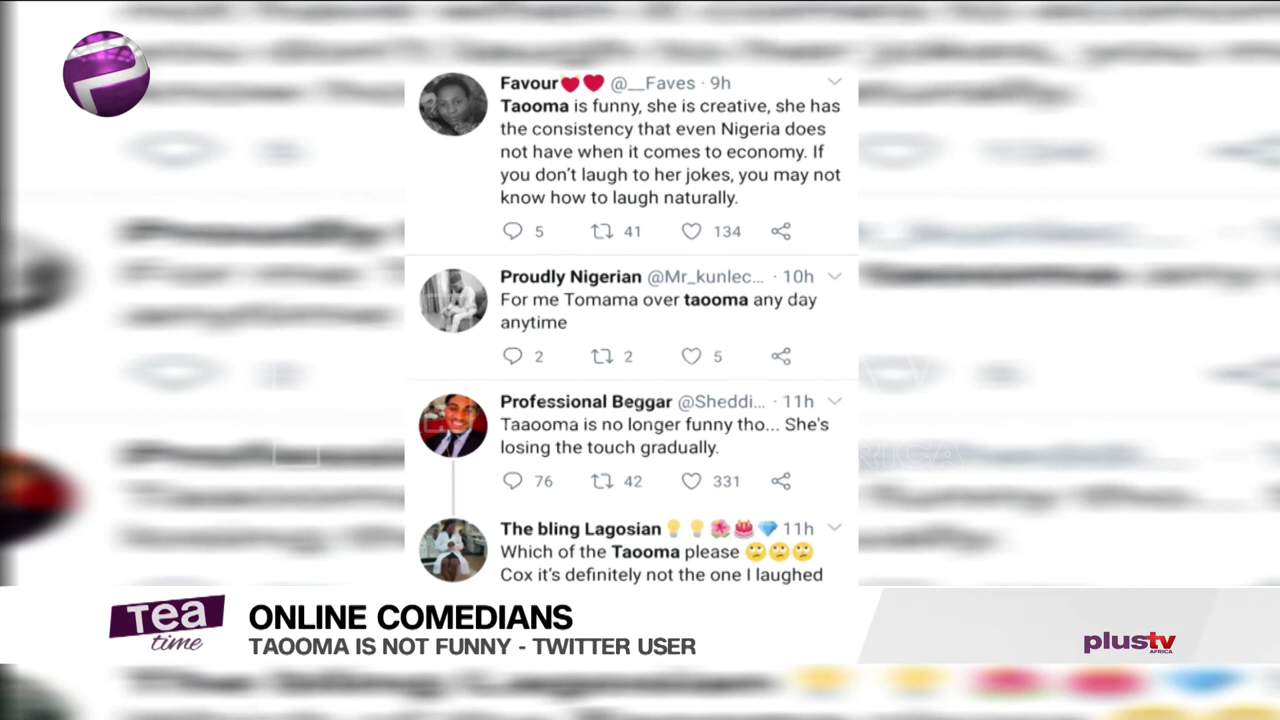 Favour❤️❤️ @__Faves · 9h
Taooma is funny, she is creative, she has
the consistency that even Nigeria does
not have when it comes to economy. If
you don't laugh to her jokes, you may not
know how to laugh naturally.
5 41 134
Proudly Nigerian @Mr_kunlec... · 10h
For me Tomama over taooma any day
anytime
2 2 5
Professional Beggar @Sheddi... · 11h
Taaooma is no longer funny tho... She's
losing the touch gradually.
76 42 331
The bling Lagosian 💡💡🌺🎂💎 11h
Which of the Taooma please 🙄🙄🙄
Cox it's definitely not the one I laughed
Tea time
ONLINE COMEDIANS
TAOOMA IS NOT FUNNY - TWITTER USER
plustv
AFRICA